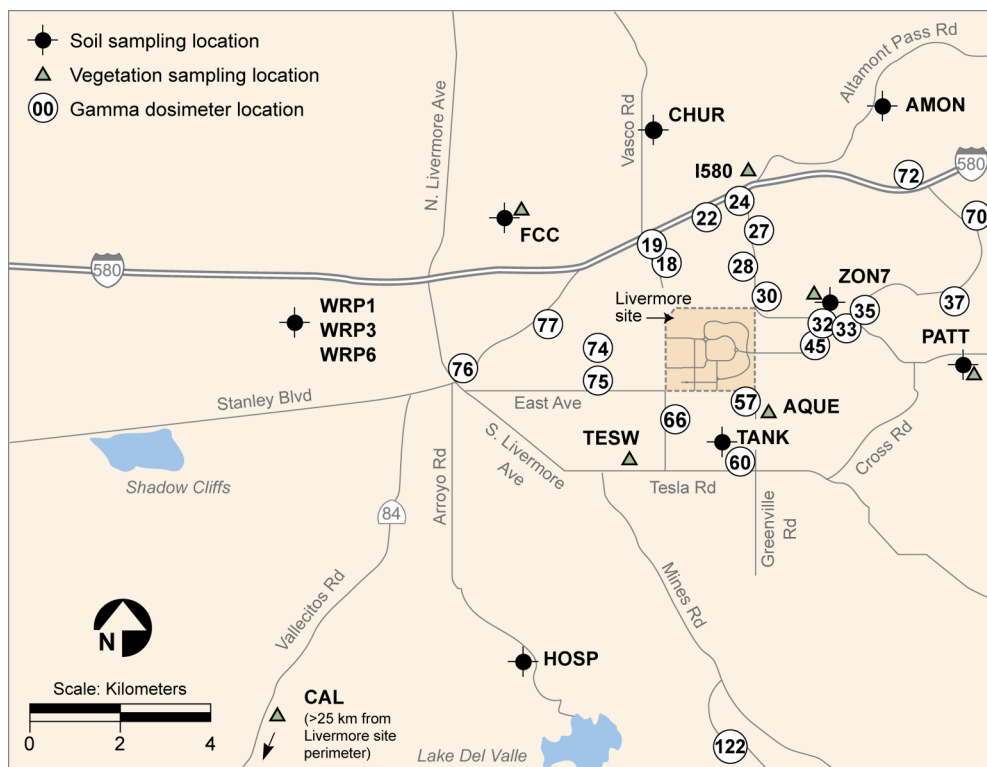 Soil sampling location
Vegetation sampling location
00 Gamma dosimeter location
N. Livermore Ave
Vasco Rd
Altamont Pass Rd
CHUR
AMON
I580
72
580
24
22
70
FCC
27
19
18
28
580
ZON7
30
37
Livermore
site
35
WRP1
WRP3
WRP6
77
32
33
45
PATT
74
76
75
Stanley Blvd
East Ave
57
AQUE
66
S. Livermore
Ave
TESW
TANK
60
Cross Rd
Shadow Cliffs
Arroyo Rd
Tesla Rd
84
Greenville
Rd
Vallecitos Rd
Mines Rd
N
HOSP
Scale: Kilometers
0 2 4
CAL
(>25 km from
Livermore site
perimeter)
Lake Del Valle
122